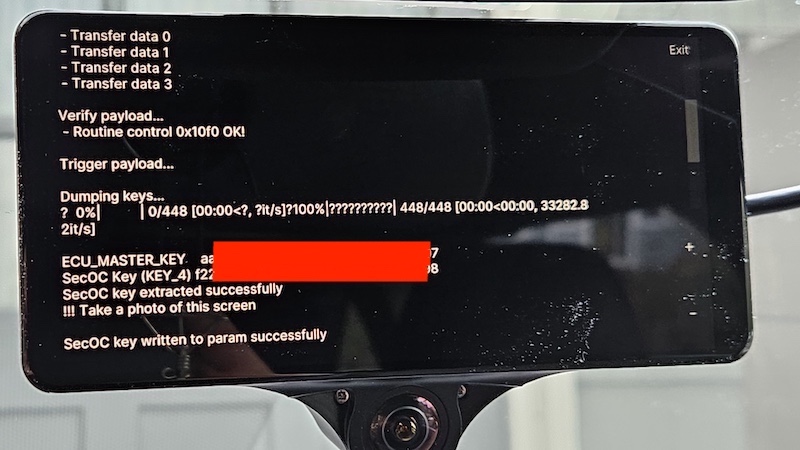 - Transfer data 0
- Transfer data 1
- Transfer data 2
- Transfer data 3
Exit
Verify payload...
- Routine control 0x10f0 OK!
Trigger payload...
Dumping keys...
? 0%| | 0/448 [00:00<?, ?it/s]?100%|??????????| 448/448 [00:00<00:00, 33282.8
2it/s]
+
ECU_MASTER_KEY aa 7
SecOC Key (KEY_4) f22 98
SecOC key extracted successfully
!!! Take a photo of this screen
-
SecOC key written to param successfully